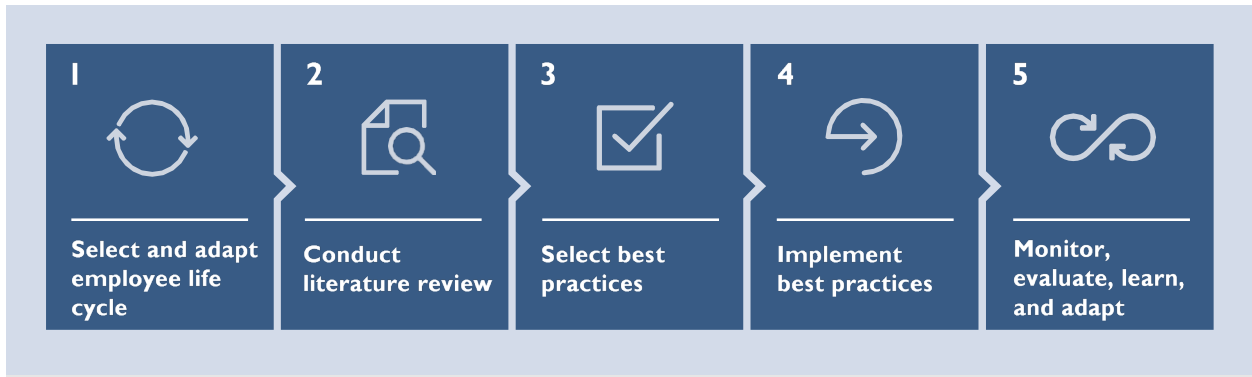 1
Select and adapt
employee life
cycle
2
Conduct
literature review
3
Select best
practices
4
Implement
best practices
5
Monitor,
evaluate, learn,
and adapt